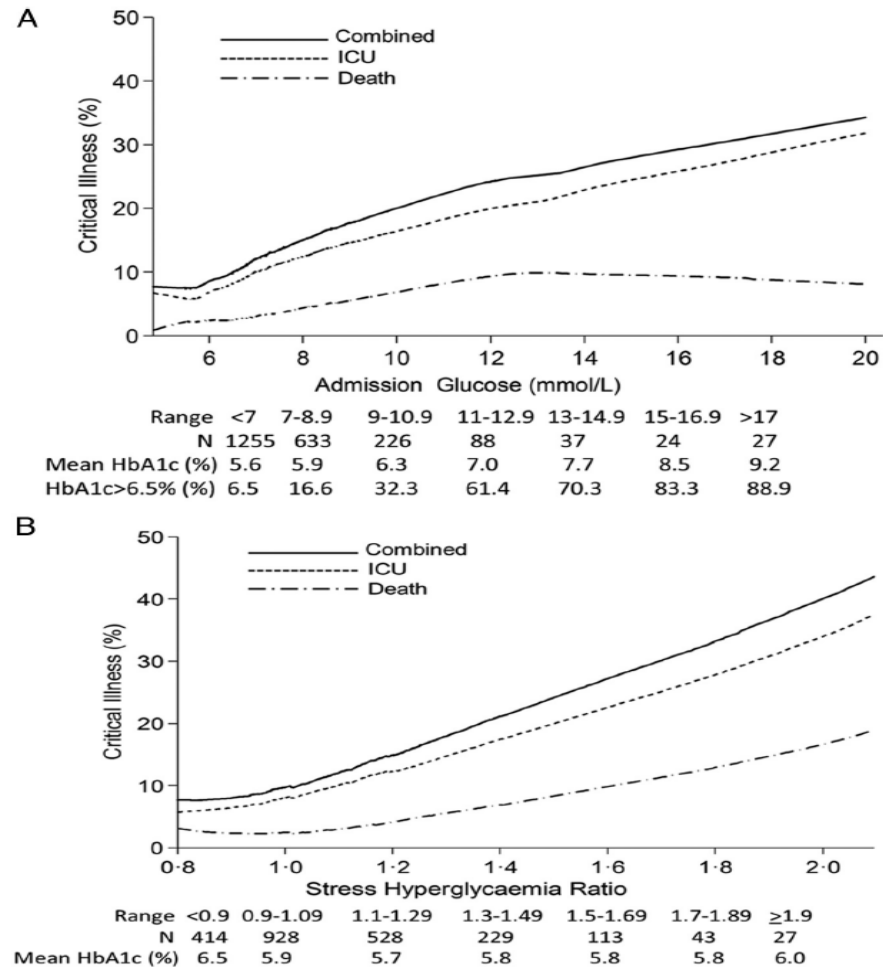 A
50
Combined
ICU
Death
40
30
20
10
0
Critical Illness (%)
6 8 10 12 14 16 18 20
Admission Glucose (mmol/L)
Range <7 7-8.9 9-10.9 11-12.9 13-14.9 15-16.9 >17
N 1255 633 226 88 37 24 27
Mean HbA1c (%) 5.6 5.9 6.3 7.0 7.7 8.5 9.2
HbA1c>6.5% (%) 6.5 16.6 32.3 61.4 70.3 83.3 88.9
B
50
Combined
ICU
Death
40
30
20
10
0
Critical Illness (%)
0·8 1·0 1·2 1·4 1·6 1·8 2·0
Stress Hyperglycaemia Ratio
Range <0.9 0.9-1.09 1.1-1.29 1.3-1.49 1.5-1.69 1.7-1.89 ≥1.9
N 414 928 528 229 113 43 27
Mean HbA1c (%) 6.5 5.9 5.7 5.8 5.8 5.8 6.0